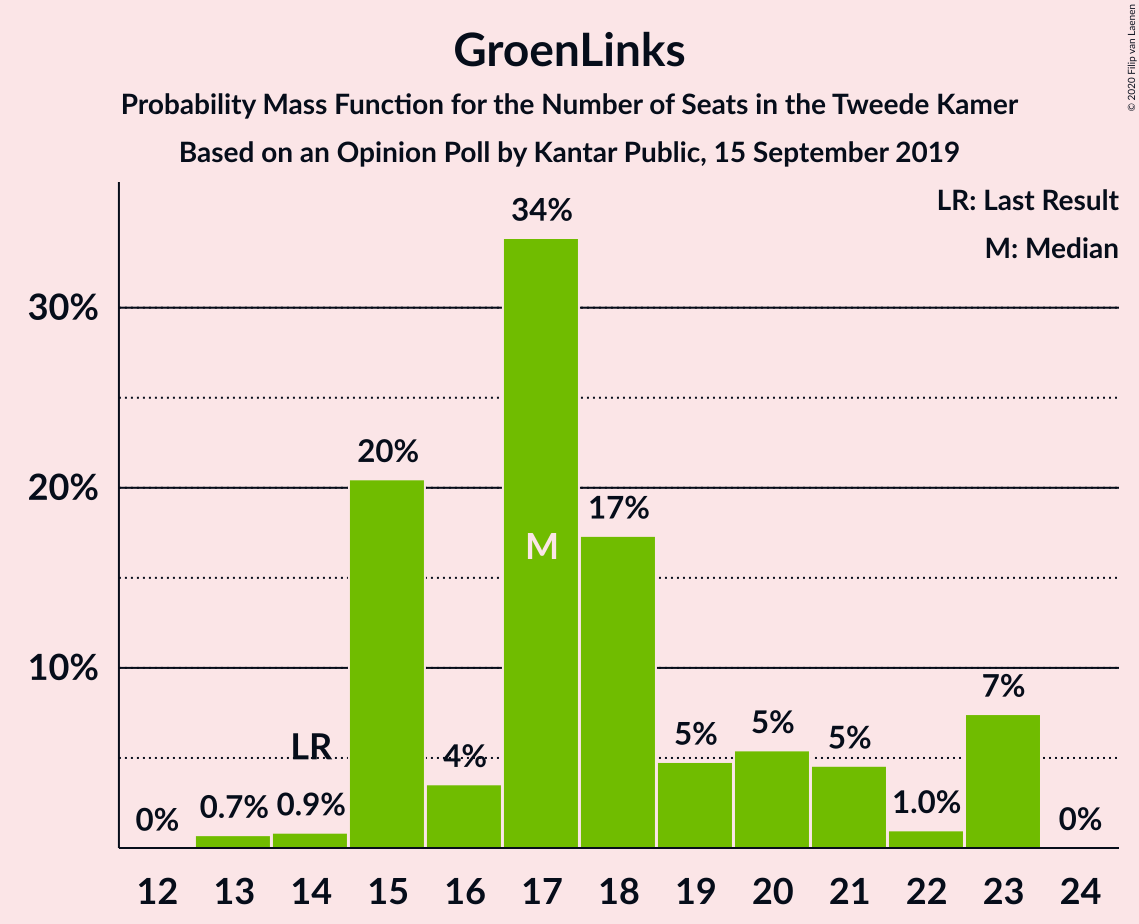 GroenLinks
Probability Mass Function for the Number of Seats in the Tweede Kamer
Based on an Opinion Poll by Kantar Public, 15 September 2019
© 2020 Filip van Laenen
LR: Last Result
M: Median
30%
20%
10%
0%
0.7%
0.9%
LR
20%
4%
34%
M
17%
5%
5%
5%
1.0%
7%
0%
12 13 14 15 16 17 18 19 20 21 22 23 24